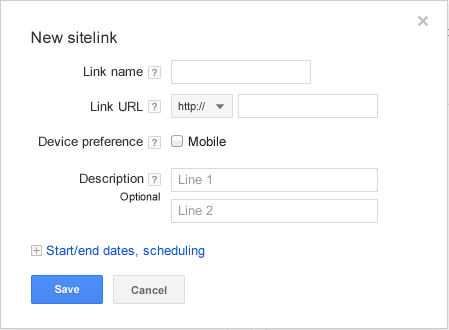 New sitelink
Link name ?
Link URL ? http://
Device preference ? Mobile
Description ? Line 1
Optional
Line 2
Start/end dates, scheduling
Save Cancel